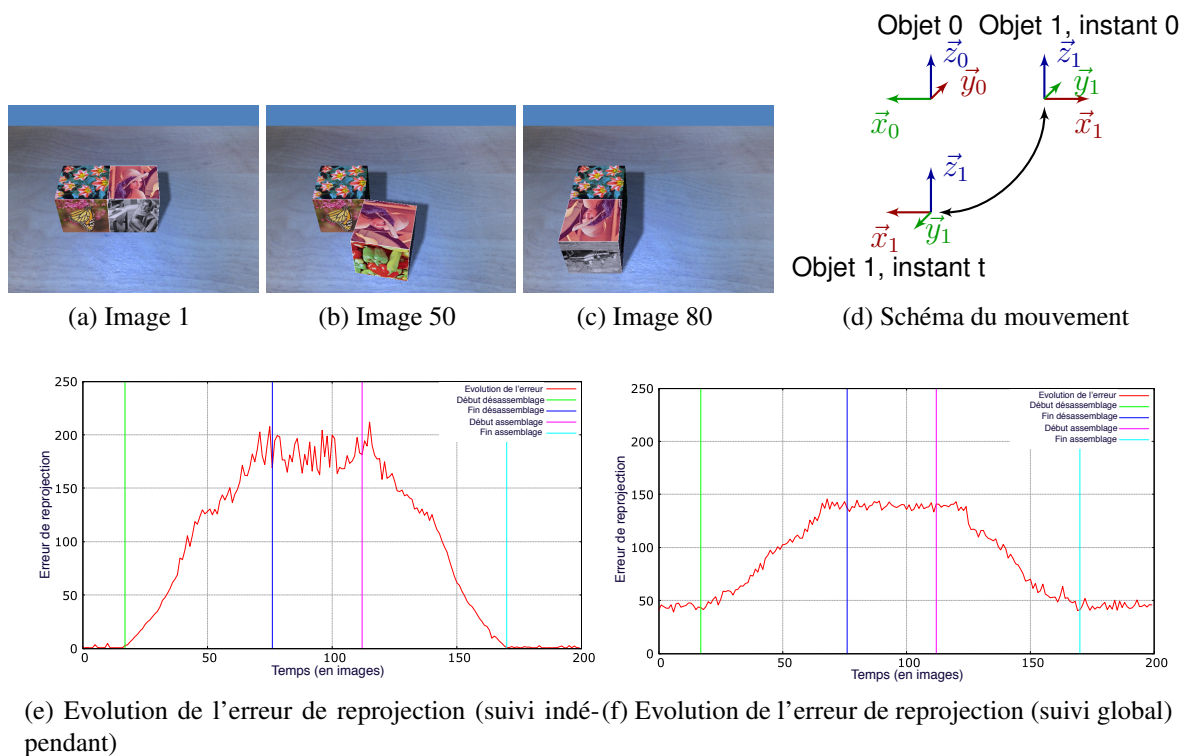 Objet 0 Objet 1, instant 0
z⃗0 z⃗1
y⃗0 y⃗1
x⃗0 x⃗1
z⃗1
x⃗1 y⃗1
Objet 1, instant t
(a) Image 1 (b) Image 50 (c) Image 80 (d) Schéma du mouvement
250
200
150
100
50
0
0 50 100 150 200
Erreur de reprojection
Temps (en images)
Evolution de l'erreur
Début désassemblage
Fin désassemblage
Début assemblage
Fin assemblage
250
200
150
100
50
0
0 50 100 150 200
Erreur de reprojection
Temps (en images)
Evolution de l'erreur
Début désassemblage
Fin désassemblage
Début assemblage
Fin assemblage
(e) Evolution de l'erreur de reprojection (suivi indé-
pendant)
(f) Evolution de l'erreur de reprojection (suivi global)